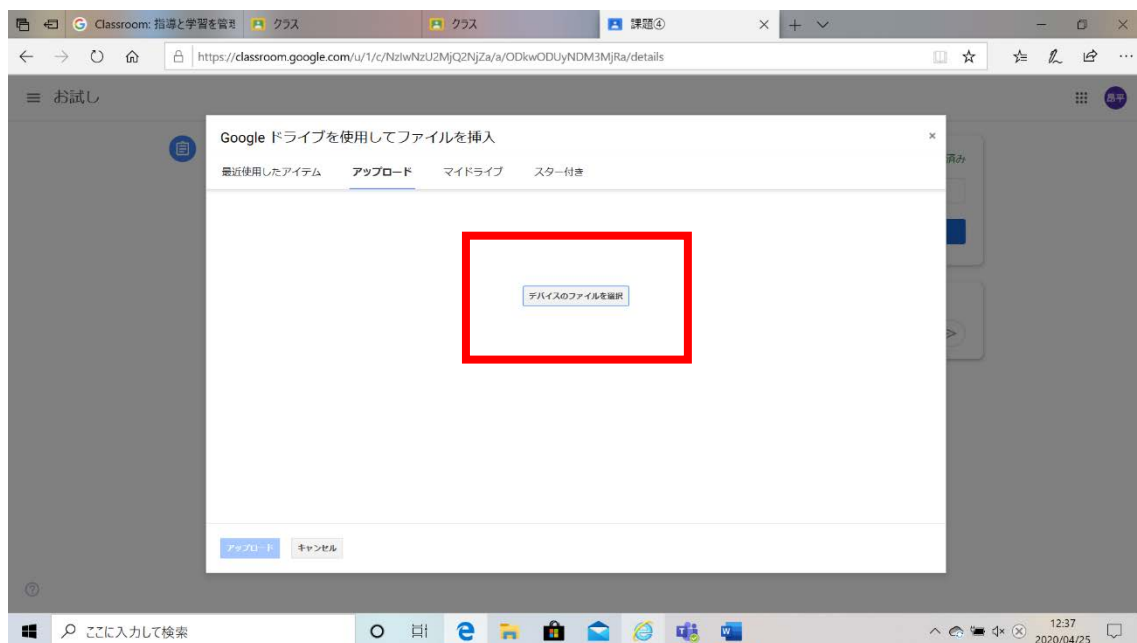 Classroom: 指導と学習を管理
クラス
クラス
課題④
https://classroom.google.com/u/1/c/NzIwNzU2MjQ2NjZa/a/ODkwODUyNDM3MjRa/details
お試し
昂平
Google ドライブを使用してファイルを挿入
済み
最近使用したアイテム アップロード マイドライブ スター付き
デバイスのファイルを選択
アップロード キャンセル
ここに入力して検索
12:37
2020/04/25